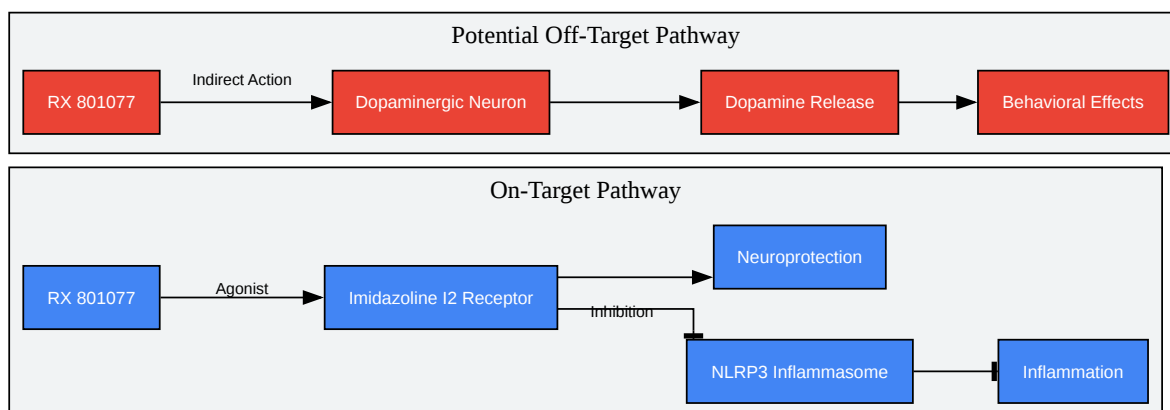 Potential Off-Target Pathway
RX 801077
Indirect Action
Dopaminergic Neuron
Dopamine Release
Behavioral Effects
On-Target Pathway
RX 801077
Agonist
Imidazoline I2 Receptor
Neuroprotection
Inhibition
NLRP3 Inflammasome
Inflammation